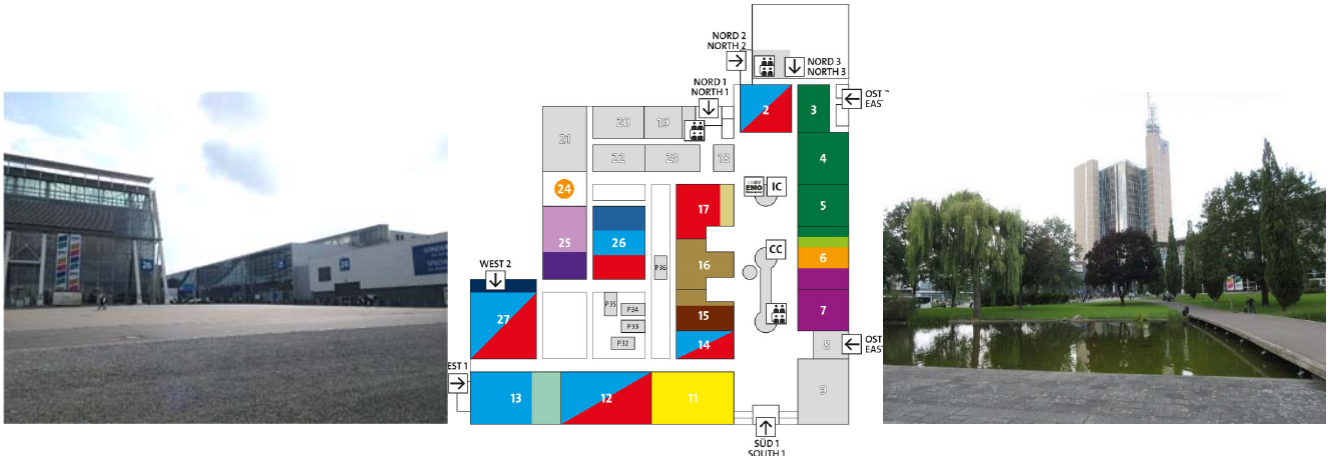 NORD 2
NORTH 2
NORD 3
NORTH 3
NORD 1
NORTH 1
OST
EAST
2
3
20
19
21
22
23
18
4
24
17
EMO
IC
5
25
26
CC
6
16
P36
WEST 2
27
P35
P34
P33
P32
15
14
7
8
OST
EAST
EST 1
13
12
11
9
SÜD 1
SOUTH 1
26